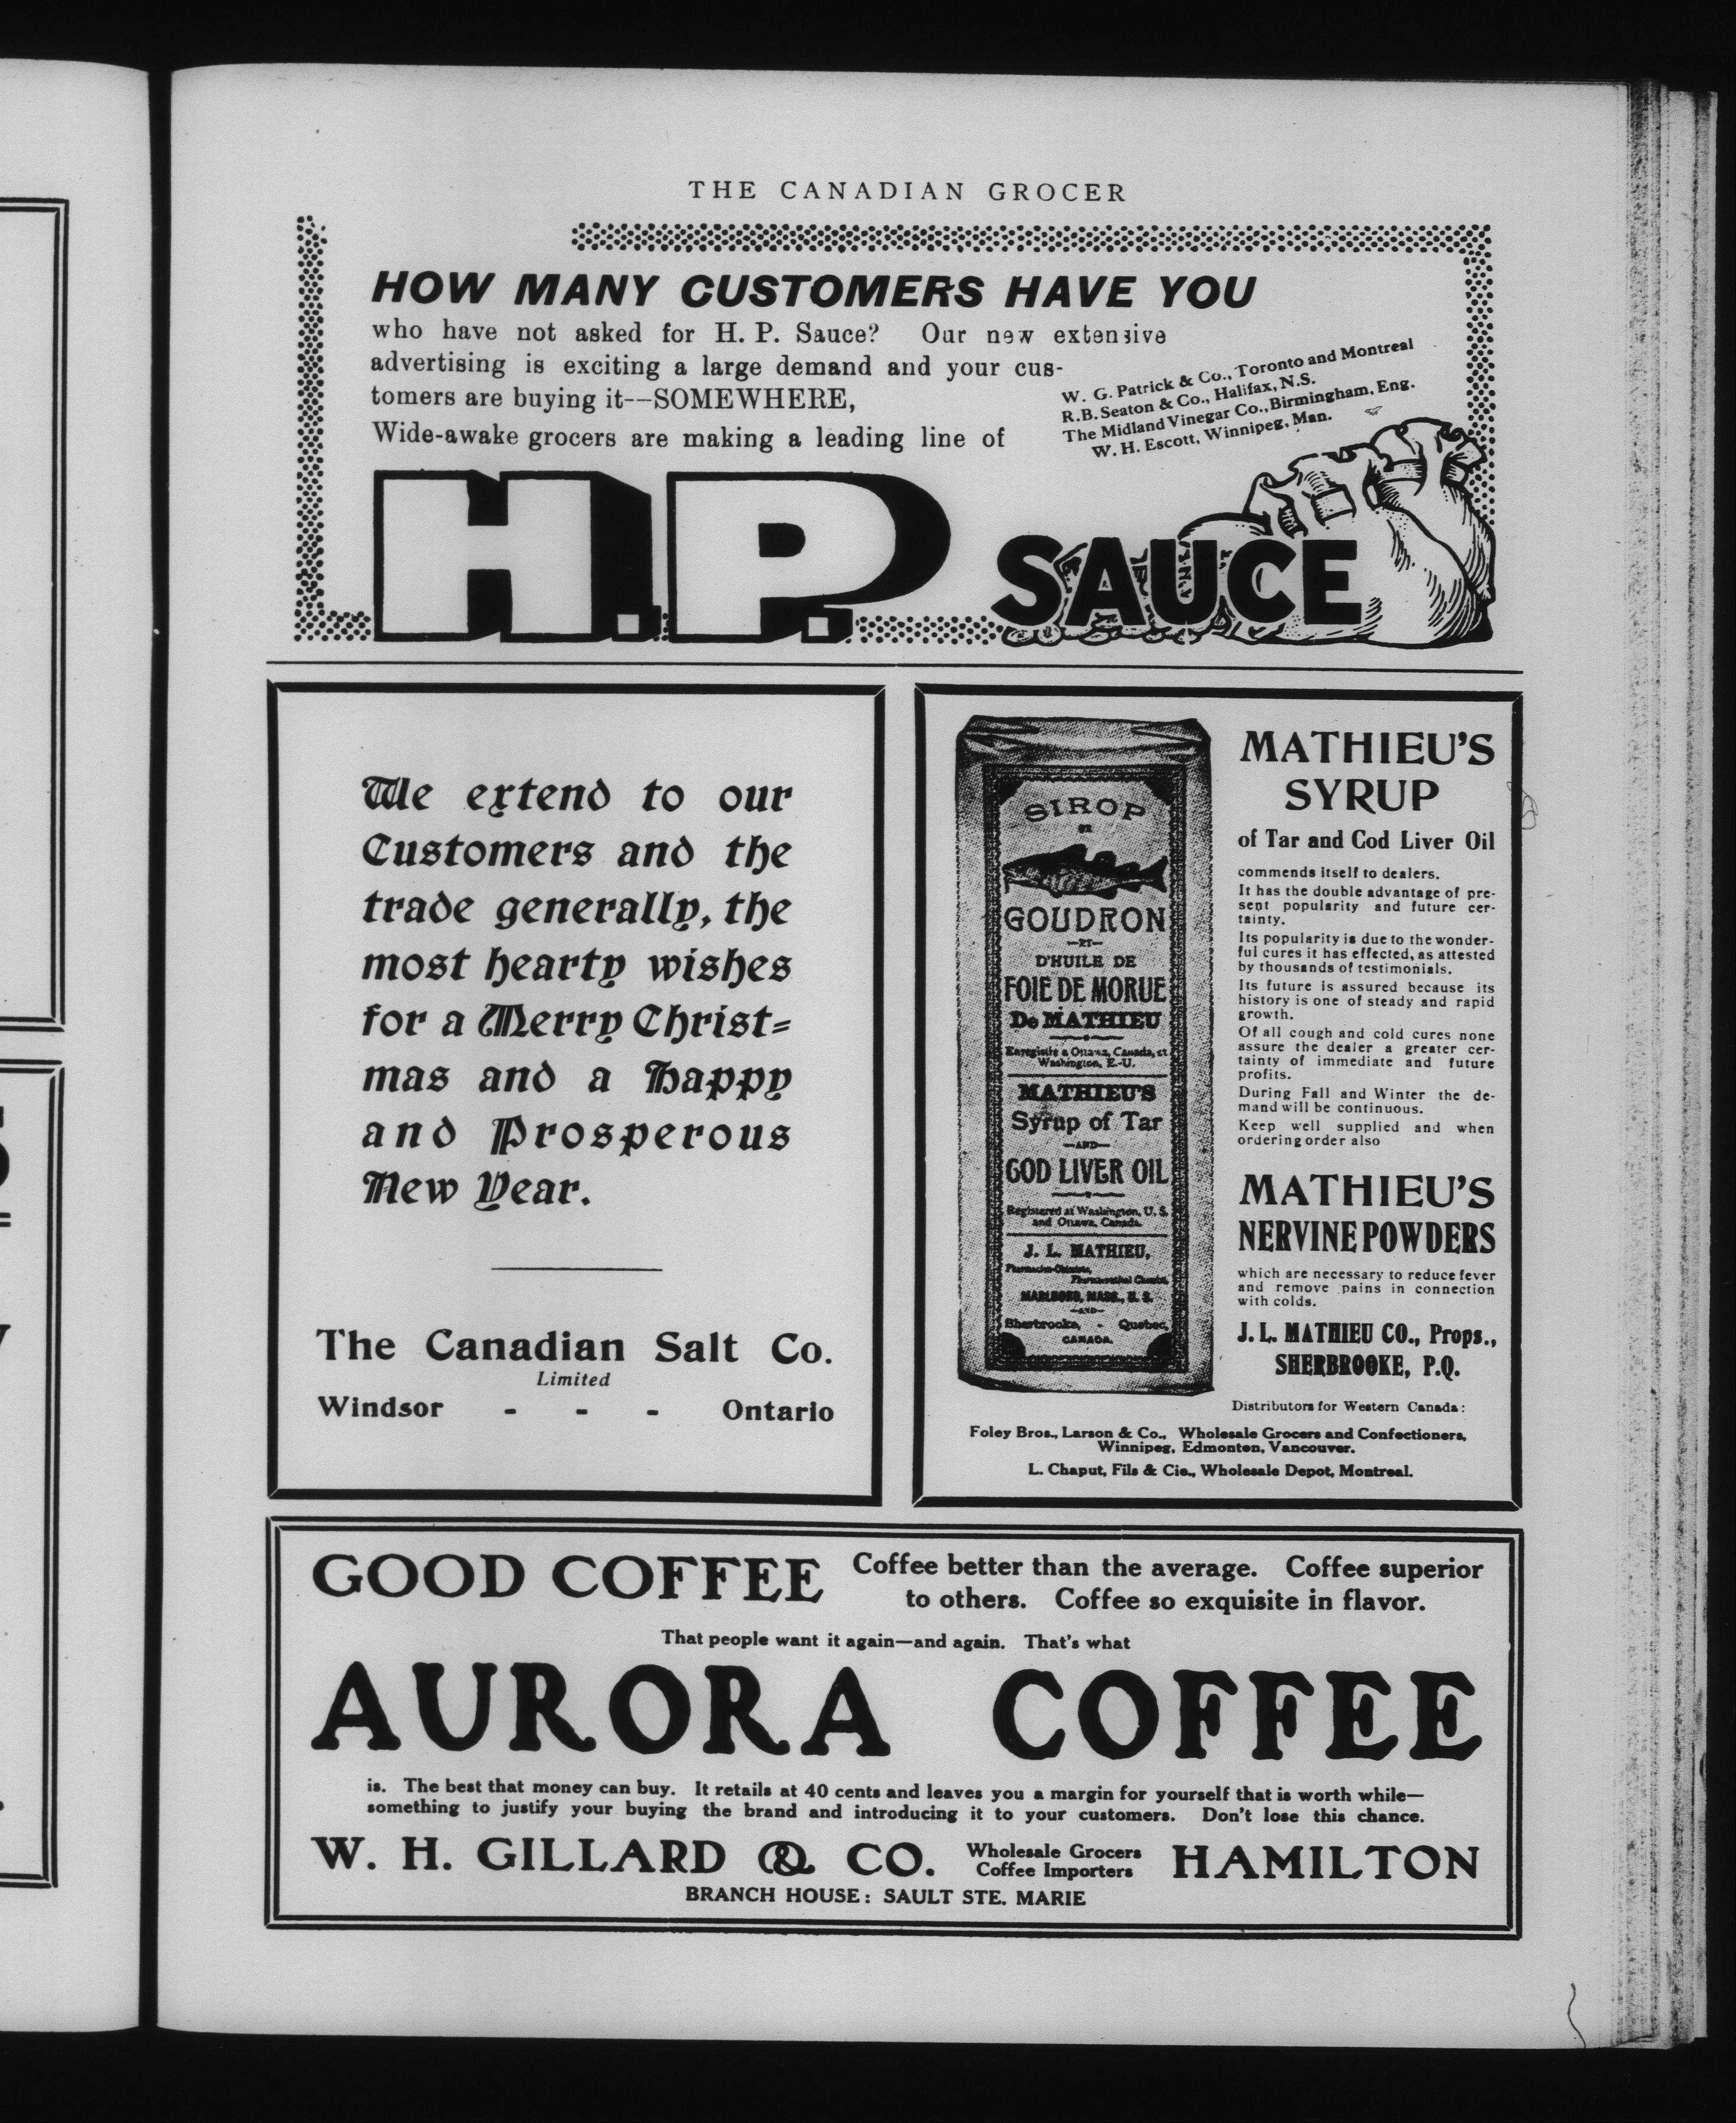 THE CANADIAN GROCER
HOW MANY CUSTOMERS HAVE YOU
who have not asked for H. P. Sauce? Our new extensive
advertising is exciting a large demand and your cus-
tomers are buying it--SOMEWHERE,
Wide-awake grocers are making a leading line of
W. G. Patrick & Co., Toronto and Montreal
R.B. Seaton & Co., Halifax, N.S.
The Midland Vinegar Co., Birmingham, Eng.
W. H. Escott, Winnipeg, Man.
H.P. SAUCE
We extend to our
Customers and the
trade generally, the
most hearty wishes
for a Merry Christ=
mas and a Happy
and Prosperous
New Year.
The Canadian Salt Co.
Limited
Windsor - - - Ontario
SIROP
DE
GOUDRON
—ET—
D'HUILE DE
FOIE DE MORUE
De MATHIEU
Enregistre a Ottawa, Canada, et
Washington, E.-U.
MATHIEU'S
Syrup of Tar
—AND—
COD LIVER OIL
Registered at Washington, U. S.
and Ottawa, Canada.
J. L. MATHIEU,
MARLBORO, MASS., U. S.
—AND—
Sherbrooke, - Quebec,
CANADA.
MATHIEU'S
SYRUP
of Tar and Cod Liver Oil
commends itself to dealers.
It has the double advantage of pre-
sent popularity and future cer-
tainty.
Its popularity is due to the wonder-
ful cures it has effected, as attested
by thousands of testimonials.
Its future is assured because its
history is one of steady and rapid
growth.
Of all cough and cold cures none
assure the dealer a greater cer-
tainty of immediate and future
profits.
During Fall and Winter the de-
mand will be continuous.
Keep well supplied and when
ordering order also
MATHIEU'S
NERVINE POWDERS
which are necessary to reduce fever
and remove pains in connection
with colds.
J. L. MATHIEU CO., Props.,
SHERBROOKE, P.Q.
Distributors for Western Canada:
Foley Bros., Larson & Co., Wholesale Grocers and Confectioners,
Winnipeg, Edmonton, Vancouver.
L. Chaput, Fils & Cie., Wholesale Depot, Montreal.
GOOD COFFEE
Coffee better than the average. Coffee superior
to others. Coffee so exquisite in flavor.
That people want it again—and again. That's what
AURORA COFFEE
is. The best that money can buy. It retails at 40 cents and leaves you a margin for yourself that is worth while—
something to justify your buying the brand and introducing it to your customers. Don't lose this chance.
W. H. GILLARD & CO.
Wholesale Grocers
Coffee Importers
HAMILTON
BRANCH HOUSE: SAULT STE. MARIE